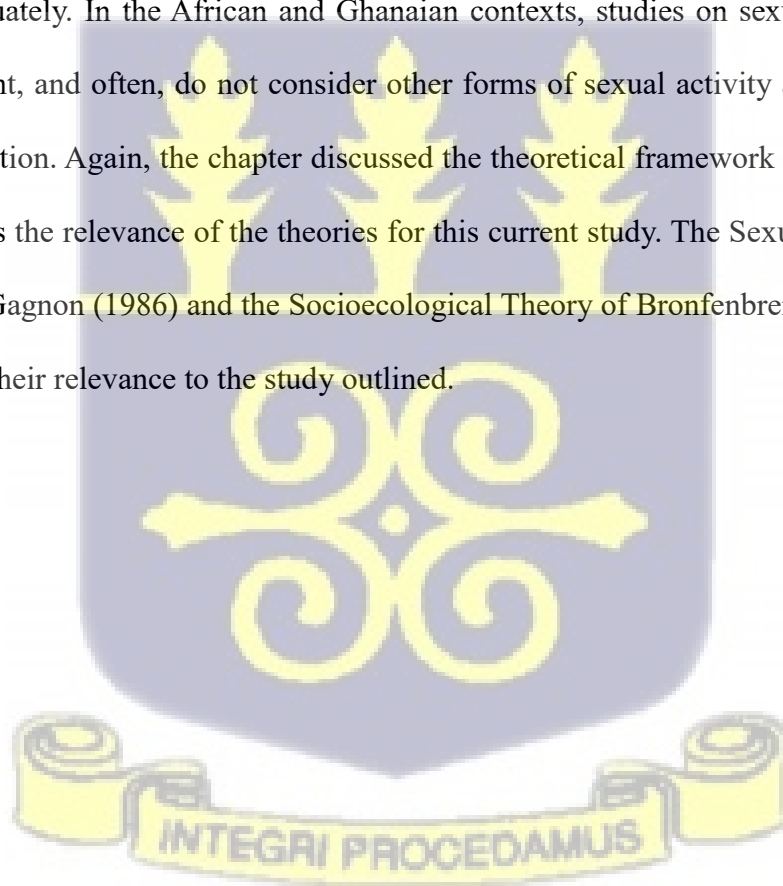 uately. In the African and Ghanaian contexts, studies on sex
nt, and often, do not consider other forms of sexual activity
tion. Again, the chapter discussed the theoretical framework
s the relevance of the theories for this current study. The Sexu
Gagnon (1986) and the Socioecological Theory of Bronfenbre
heir relevance to the study outlined.
INTEGRI PROCEDAMUS